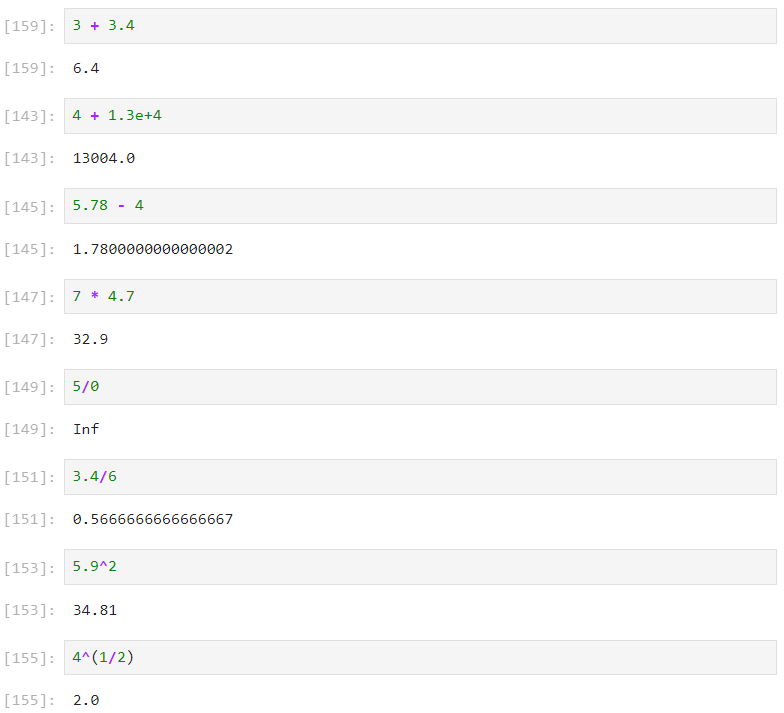 [159]: 3 + 3.4
[159]: 6.4
[143]: 4 + 1.3e+4
[143]: 13004.0
[145]: 5.78 - 4
[145]: 1.7800000000000002
[147]: 7 * 4.7
[147]: 32.9
[149]: 5/0
[149]: Inf
[151]: 3.4/6
[151]: 0.5666666666666667
[153]: 5.9^2
[153]: 34.81
[155]: 4^(1/2)
[155]: 2.0